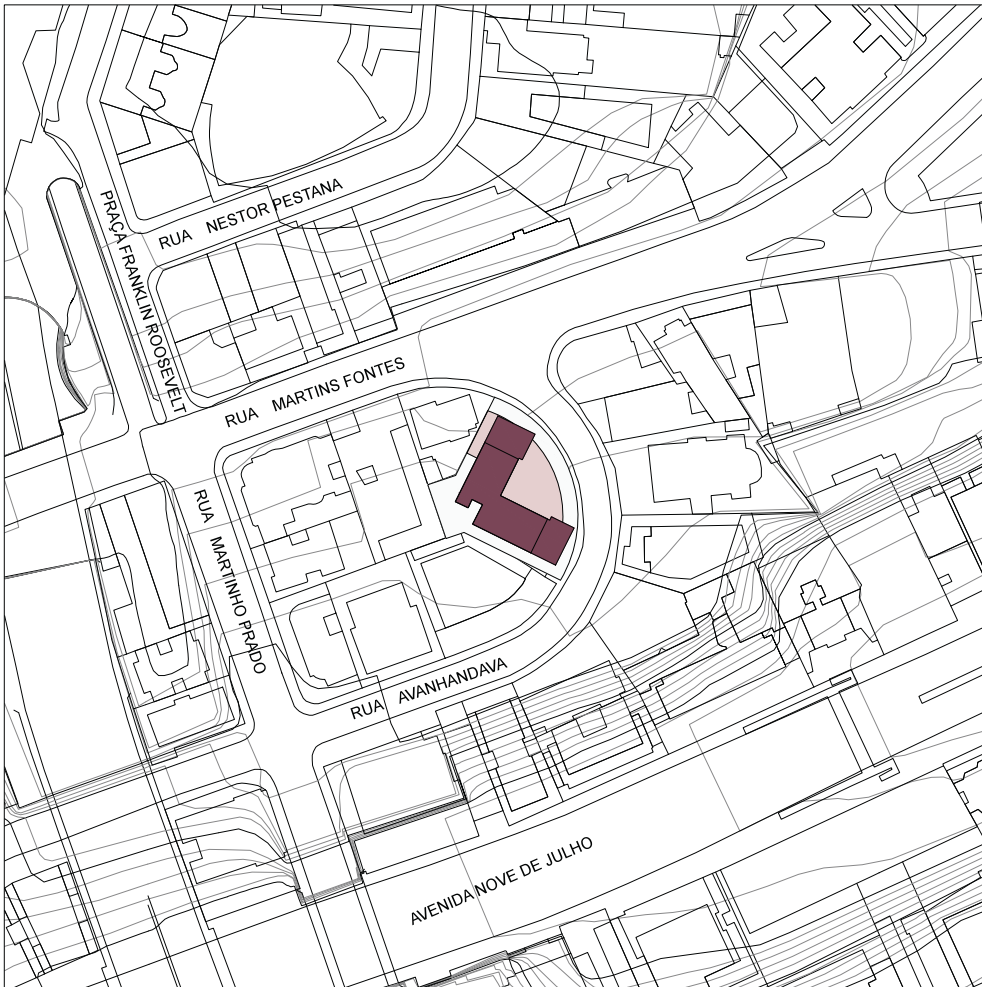 RUA NESTOR PESTANA
PRAÇA FRANKLIN ROOSEVELT
RUA MARTINS FONTES
RUA MARTINHO PRADO
RUA AVANHANDAVA
AVENIDA NOVE DE JULHO